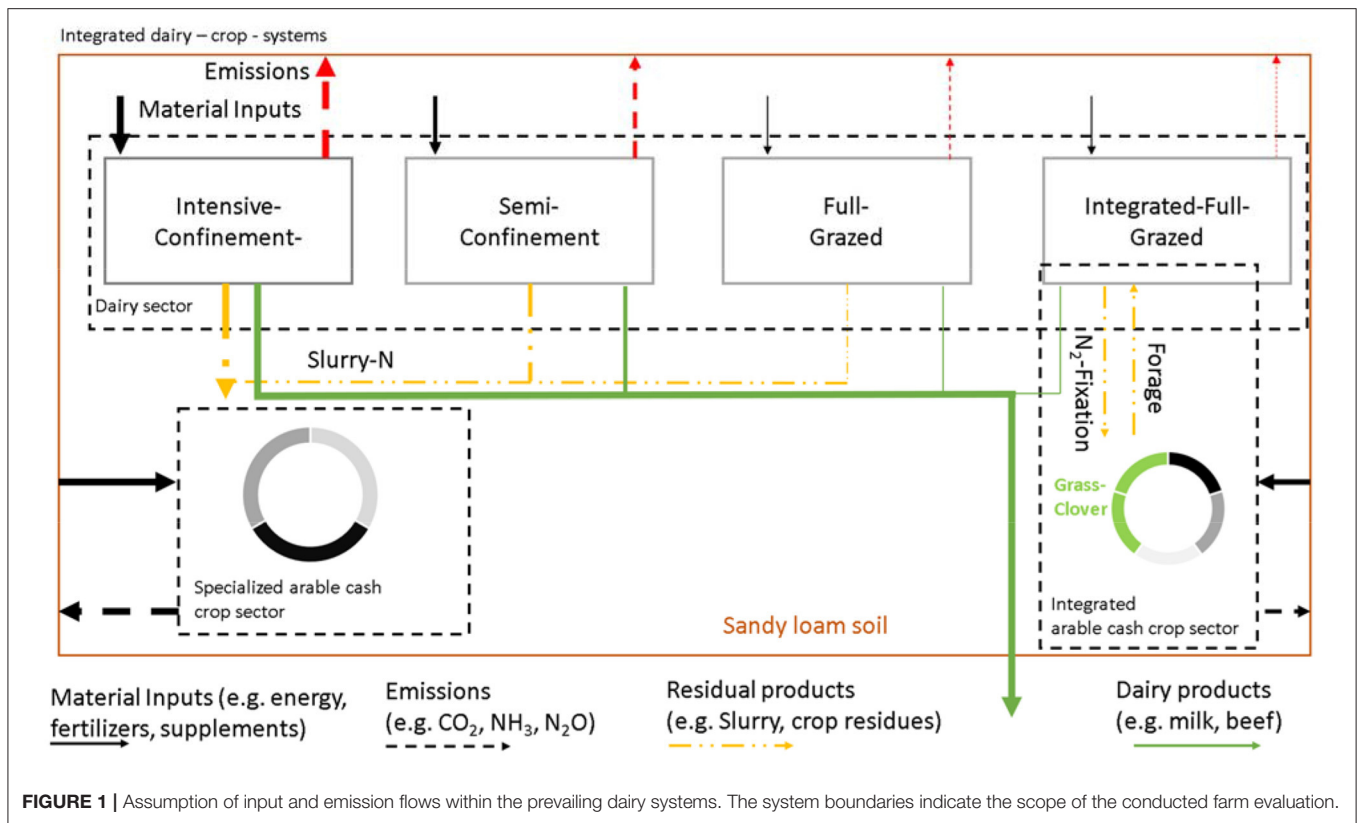 Integrated dairy – crop - systems
Emissions
Material Inputs
Intensive-
Confinement-
Semi-
Confinement
Full-
Grazed
Integrated-Full-
Grazed
Dairy sector
Slurry-N
N₂-Fixation
Forage
Grass-
Clover
Specialized arable cash
crop sector
Integrated
arable cash crop sector
Sandy loam soil
Material Inputs (e.g. energy,
fertilizers, supplements)
Emissions
(e.g. CO₂, NH₃, N₂O)
Residual products
(e.g. Slurry, crop residues)
Dairy products
(e.g. milk, beef)
FIGURE 1 | Assumption of input and emission flows within the prevailing dairy systems. The system boundaries indicate the scope of the conducted farm evaluation.